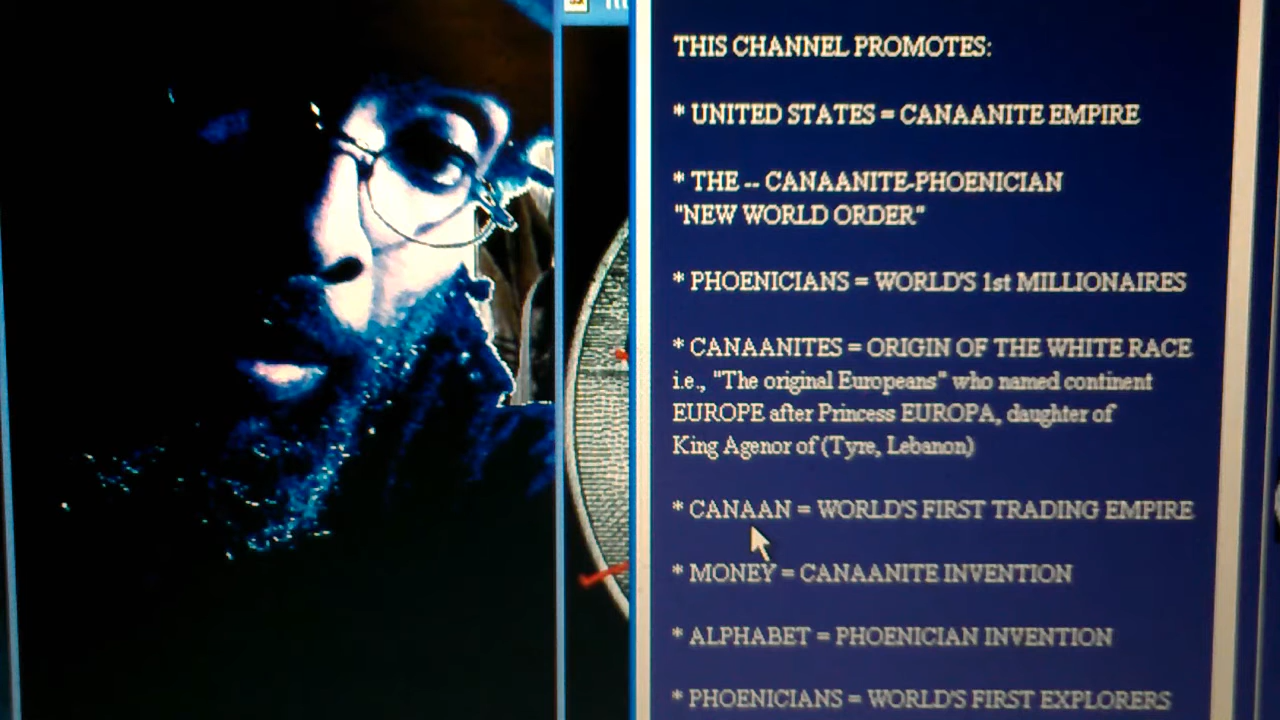 THIS CHANNEL PROMOTES:
* UNITED STATES = CANAANITE EMPIRE
* THE -- CANAANITE-PHOENICIAN
"NEW WORLD ORDER"
* PHOENICIANS = WORLD'S 1st MILLIONAIRES
* CANAANITES = ORIGIN OF THE WHITE RACE
i.e., "The original Europeans" who named continent
EUROPE after Princess EUROPA, daughter of
King Agenor of (Tyre, Lebanon)
* CANAAN = WORLD'S FIRST TRADING EMPIRE
* MONEY = CANAANITE INVENTION
* ALPHABET = PHOENICIAN INVENTION
* PHOENICIANS = WORLD'S FIRST EXPLORERS